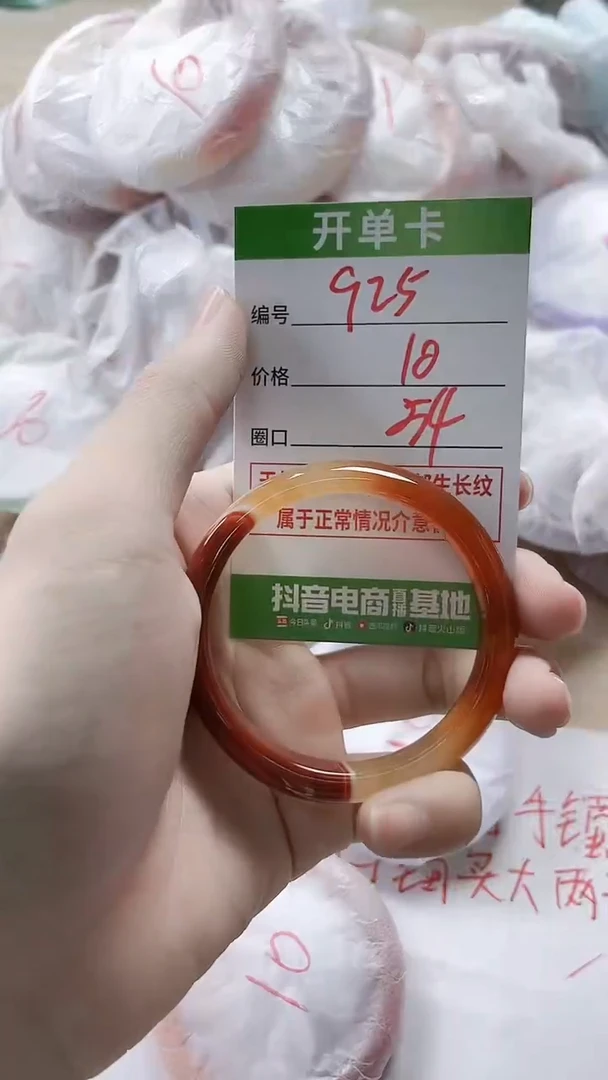 10
开单卡
编号 925
价格 10
圈口 54
生长纹
属于正常情况介意
抖音电商直播基地
今日头条 抖音 抖音火山版
手镯
买大两
10